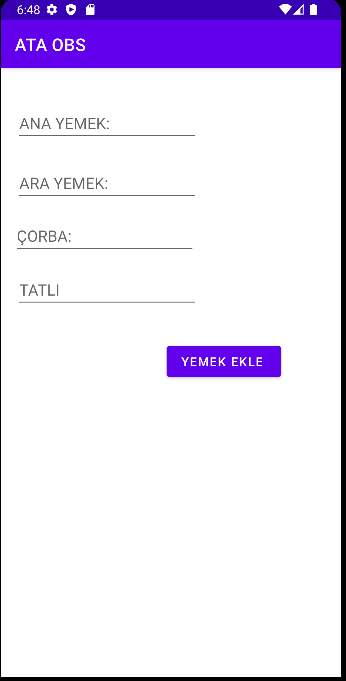 6:48
ATA OBS
ANA YEMEK:
ARA YEMEK:
ÇORBA:
TATLI
YEMEK EKLE